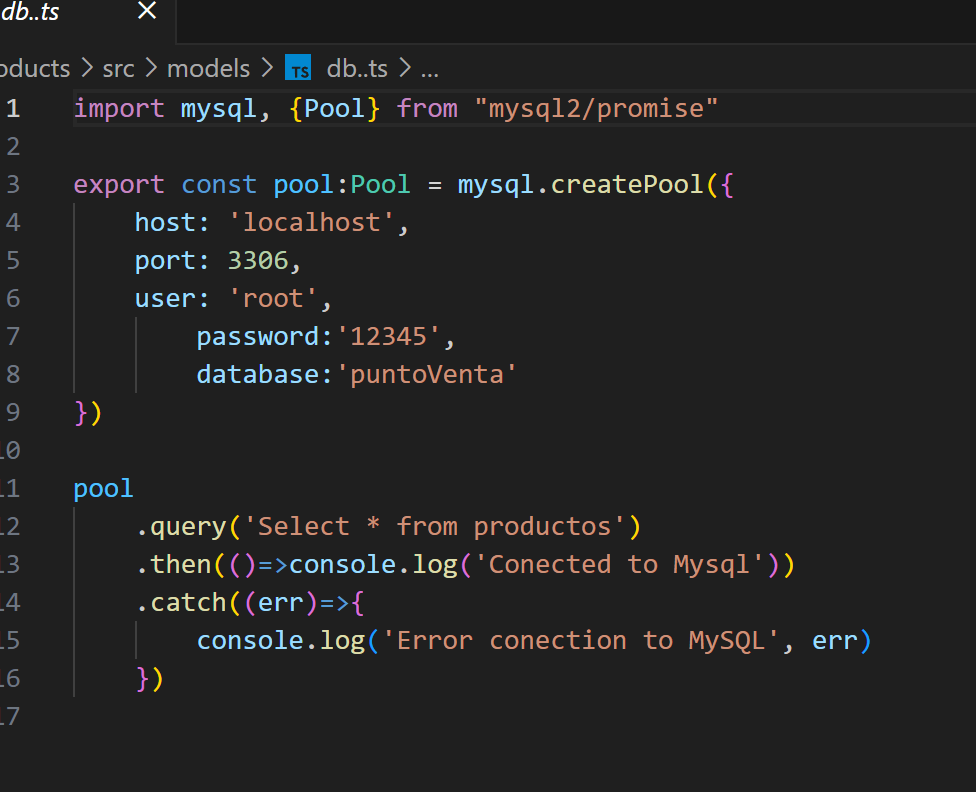 db..ts ×
oducts > src > models > TS db..ts > ...
1 import mysql, {Pool} from "mysql2/promise"
2
3 export const pool:Pool = mysql.createPool({
4     host: 'localhost',
5     port: 3306,
6     user: 'root',
7         password:'12345',
8         database:'puntoVenta'
9 })
10
11 pool
12     .query('Select * from productos')
13     .then(()=>console.log('Conected to Mysql'))
14     .catch((err)=>{
15         console.log('Error conection to MySQL', err)
16     })
17